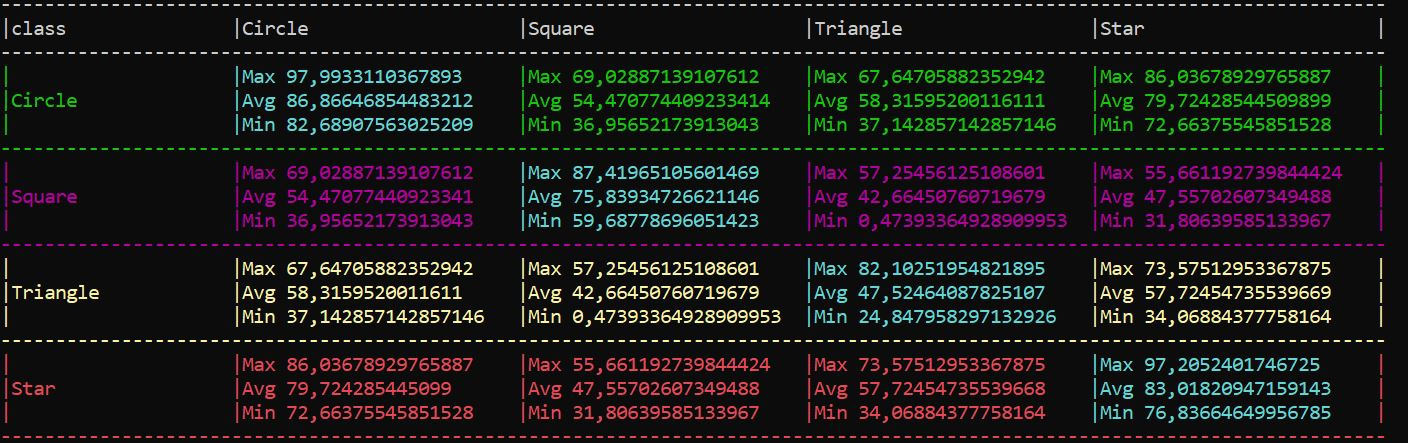 |class |Circle |Square |Triangle |Star |
| |Max 97,9933110367893 |Max 69,02887139107612 |Max 67,64705882352942 |Max 86,03678929765887 |
|Circle |Avg 86,86646854483212 |Avg 54,470774409233414 |Avg 58,31595200116111 |Avg 79,72428544509899 |
| |Min 82,68907563025209 |Min 36,95652173913043 |Min 37,142857142857146 |Min 72,66375545851528 |
| |Max 69,02887139107612 |Max 87,41965105601469 |Max 57,25456125108601 |Max 55,661192739844424 |
|Square |Avg 54,47077440923341 |Avg 75,83934726621146 |Avg 42,66450760719679 |Avg 47,55702607349488 |
| |Min 36,95652173913043 |Min 59,68778696051423 |Min 0,47393364928909953 |Min 31,80639585133967 |
| |Max 67,64705882352942 |Max 57,25456125108601 |Max 82,10251954821895 |Max 73,57512953367875 |
|Triangle |Avg 58,3159520011611 |Avg 42,66450760719679 |Avg 47,52464087825107 |Avg 57,72454735539669 |
| |Min 37,142857142857146 |Min 0,47393364928909953 |Min 24,847958297132926 |Min 34,06884377758164 |
| |Max 86,03678929765887 |Max 55,661192739844424 |Max 73,57512953367875 |Max 97,2052401746725 |
|Star |Avg 79,724285445099 |Avg 47,55702607349488 |Avg 57,72454735539668 |Avg 83,01820947159143 |
| |Min 72,66375545851528 |Min 31,80639585133967 |Min 34,06884377758164 |Min 76,83664649956785 |